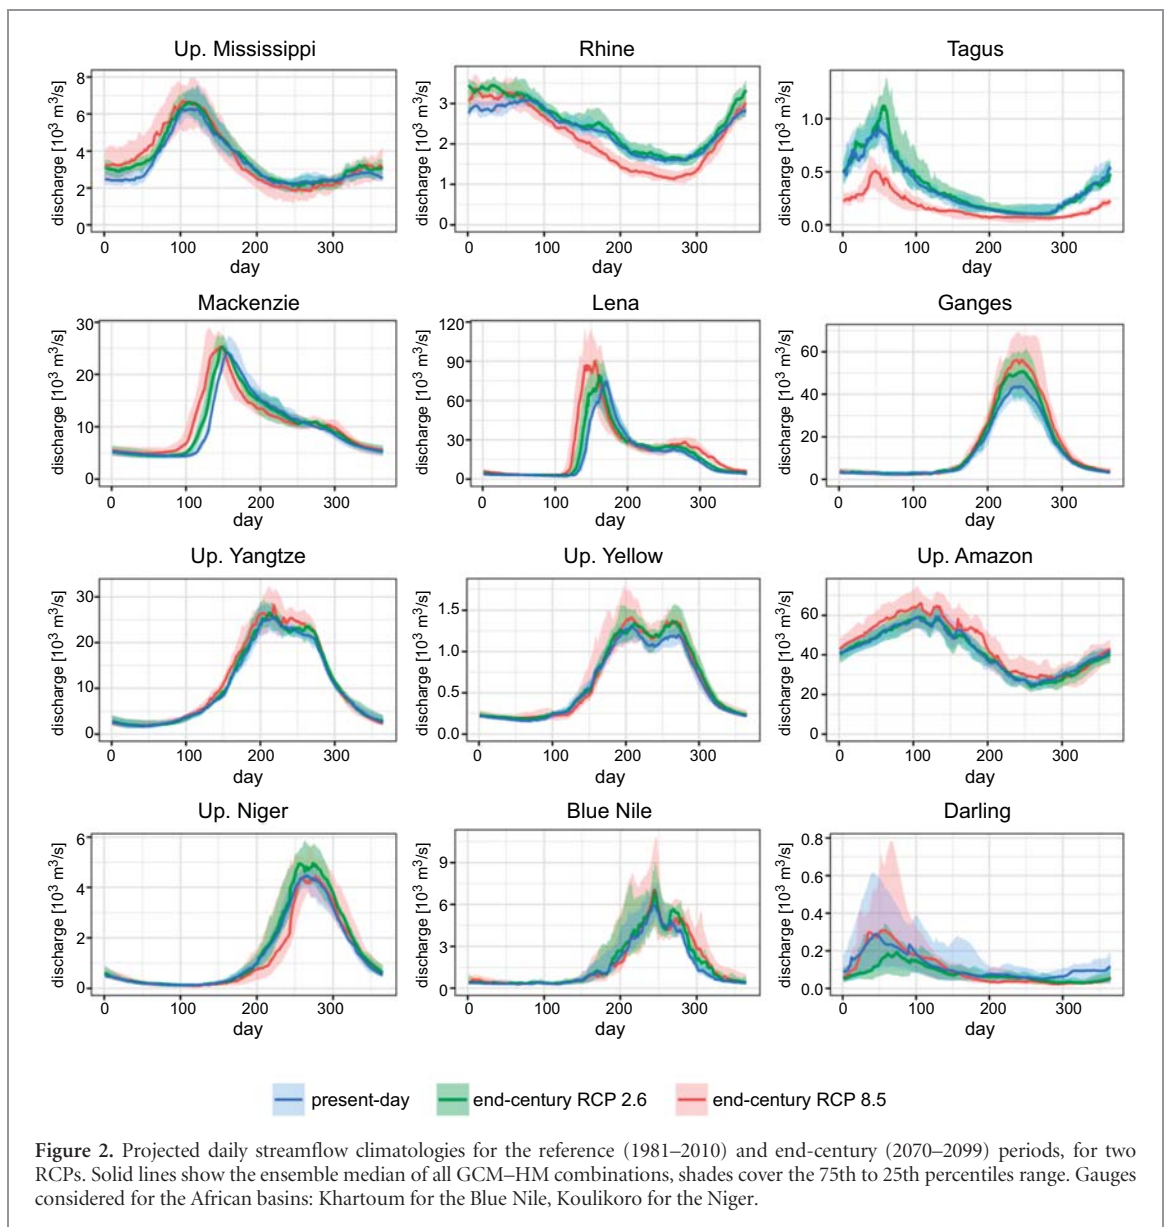 Up. Mississippi
discharge [10³ m³/s]
8
6
4
2
0
0 100 200 300
day
Rhine
discharge [10³ m³/s]
3
2
1
0
0 100 200 300
day
Tagus
discharge [10³ m³/s]
1.0
0.5
0.0
0 100 200 300
day
Mackenzie
discharge [10³ m³/s]
30
20
10
0
0 100 200 300
day
Lena
discharge [10³ m³/s]
120
90
60
30
0
0 100 200 300
day
Ganges
discharge [10³ m³/s]
60
40
20
0
0 100 200 300
day
Up. Yangtze
discharge [10³ m³/s]
30
20
10
0
0 100 200 300
day
Up. Yellow
discharge [10³ m³/s]
1.5
1.0
0.5
0.0
0 100 200 300
day
Up. Amazon
discharge [10³ m³/s]
60
40
20
0
0 100 200 300
day
Up. Niger
discharge [10³ m³/s]
6
4
2
0
0 100 200 300
day
Blue Nile
discharge [10³ m³/s]
9
6
3
0
0 100 200 300
day
Darling
discharge [10³ m³/s]
0.8
0.6
0.4
0.2
0.0
0 100 200 300
day
present-day end-century RCP 2.6 end-century RCP 8.5
Figure 2. Projected daily streamflow climatologies for the reference (1981–2010) and end-century (2070–2099) periods, for two
RCPs. Solid lines show the ensemble median of all GCM–HM combinations, shades cover the 75th to 25th percentiles range. Gauges
considered for the African basins: Khartoum for the Blue Nile, Koulikoro for the Niger.